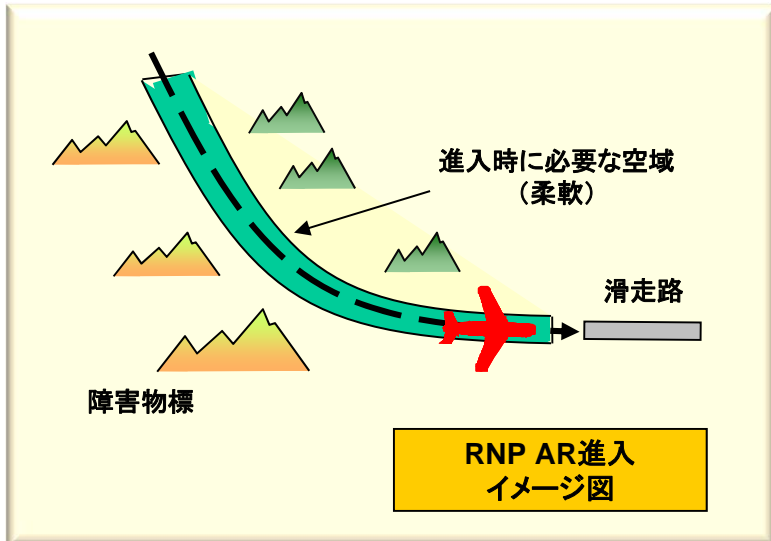 進入時に必要な空域
（柔軟）
滑走路
障害物標
RNP AR進入
イメージ図